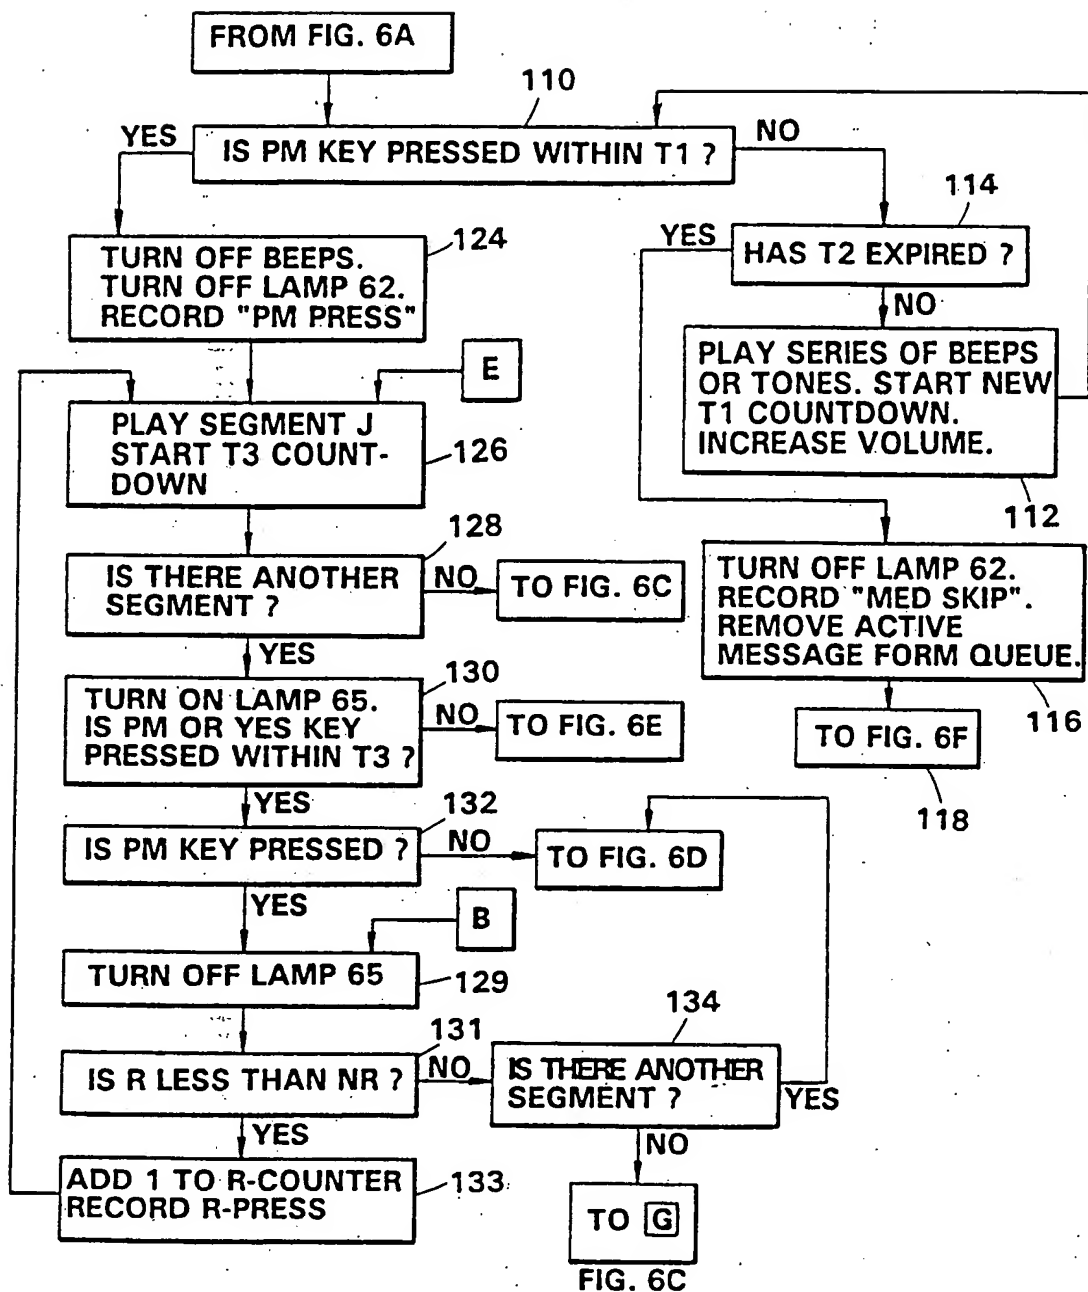 FROM FIG. 6A
110
YES
IS PM KEY PRESSED WITHIN T1 ?
NO
124
TURN OFF BEEPS.
TURN OFF LAMP 62.
RECORD "PM PRESS"
114
YES
HAS T2 EXPIRED ?
NO
E
PLAY SERIES OF BEEPS
OR TONES. START NEW
T1 COUNTDOWN.
INCREASE VOLUME.
112
PLAY SEGMENT J
START T3 COUNT-
DOWN
126
128
IS THERE ANOTHER
SEGMENT ?
NO
TO FIG. 6C
YES
TURN OFF LAMP 62.
RECORD "MED SKIP".
REMOVE ACTIVE
MESSAGE FORM QUEUE.
116
130
TURN ON LAMP 65.
IS PM OR YES KEY
PRESSED WITHIN T3 ?
NO
TO FIG. 6E
TO FIG. 6F
118
YES
132
IS PM KEY PRESSED ?
NO
TO FIG. 6D
YES
B
TURN OFF LAMP 65
129
131
IS R LESS THAN NR ?
NO
134
IS THERE ANOTHER
SEGMENT ?
YES
YES
NO
ADD 1 TO R-COUNTER
RECORD R-PRESS
133
TO G
FIG. 6C